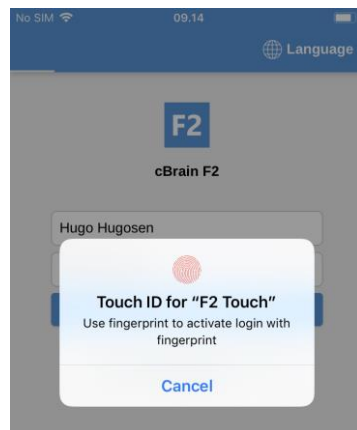 No SIM 09.14
Language
F2
cBrain F2
Hugo Hugosen
Touch ID for “F2 Touch”
Use fingerprint to activate login with
fingerprint
Cancel